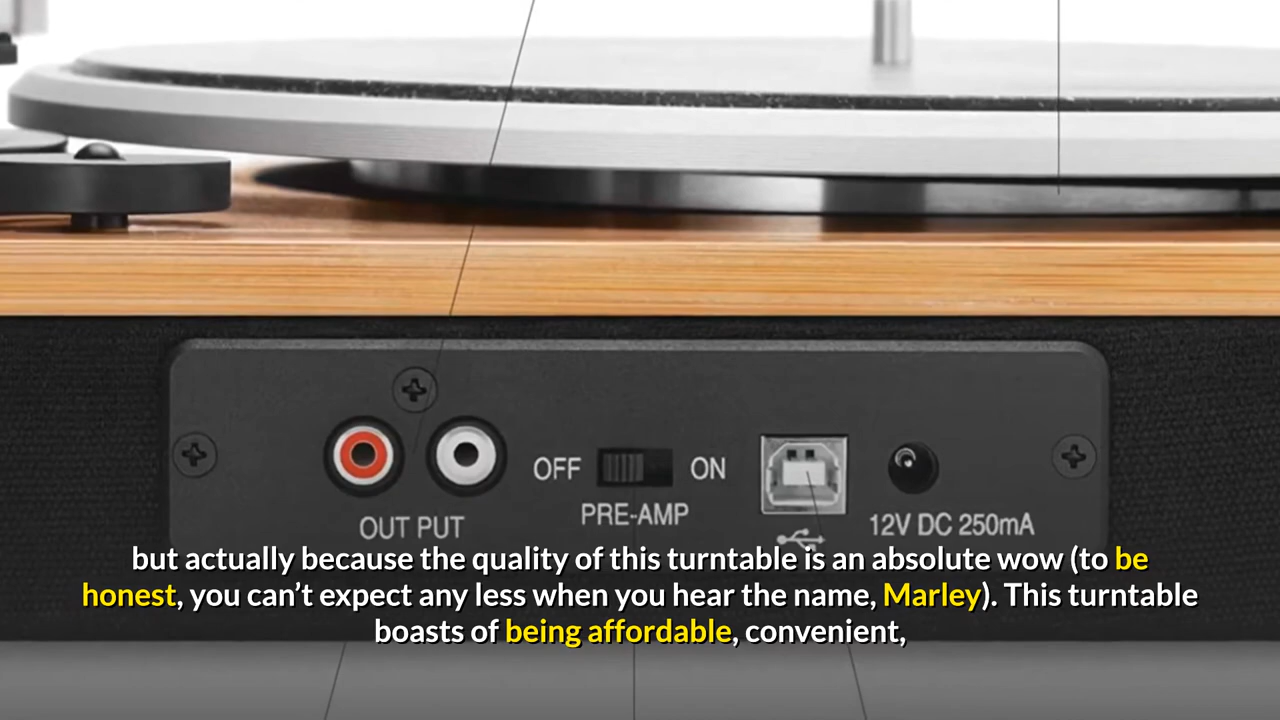 OFF ON
PRE-AMP
OUT PUT
12V DC 250mA
but actually because the quality of this turntable is an absolute wow (to be
honest, you can’t expect any less when you hear the name, Marley). This turntable
boasts of being affordable, convenient,